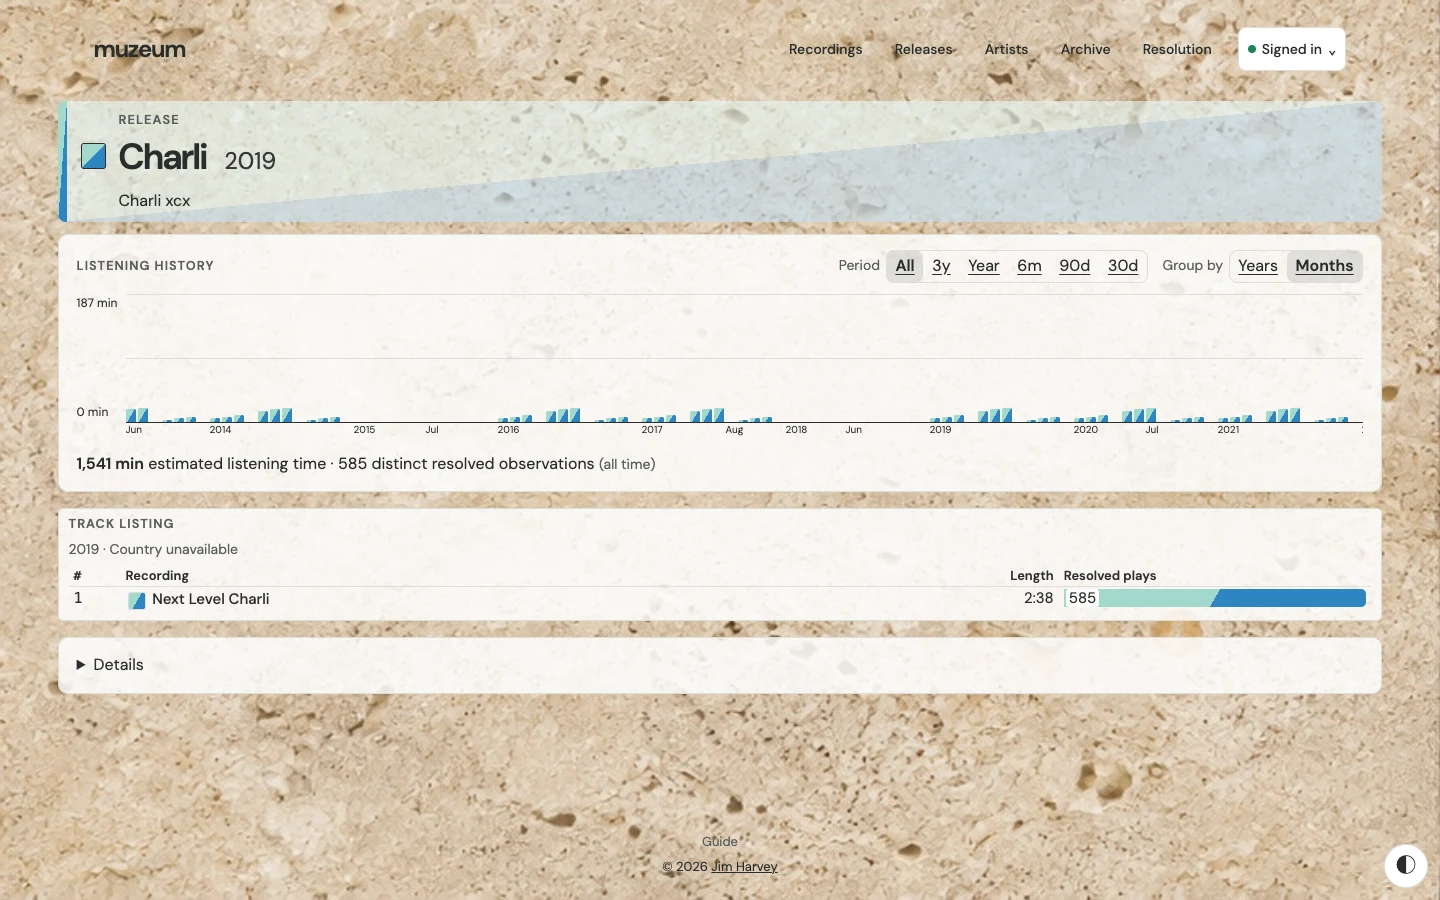 muzeum
Recordings Releases Artists Archive Resolution Signed in
RELEASE
Charli 2019
Charli xcx
LISTENING HISTORY
Period All 3y Year 6m 90d 30d Group by Years Months
187 min
0 min
Jun 2014 2015 Jul 2016 2017 Aug 2018 Jun 2019 2020 Jul 2021
1,541 min estimated listening time · 585 distinct resolved observations (all time)
TRACK LISTING
2019 · Country unavailable
# Recording Length Resolved plays
1 Next Level Charli 2:38 585
Details
Guide
© 2026 Jim Harvey